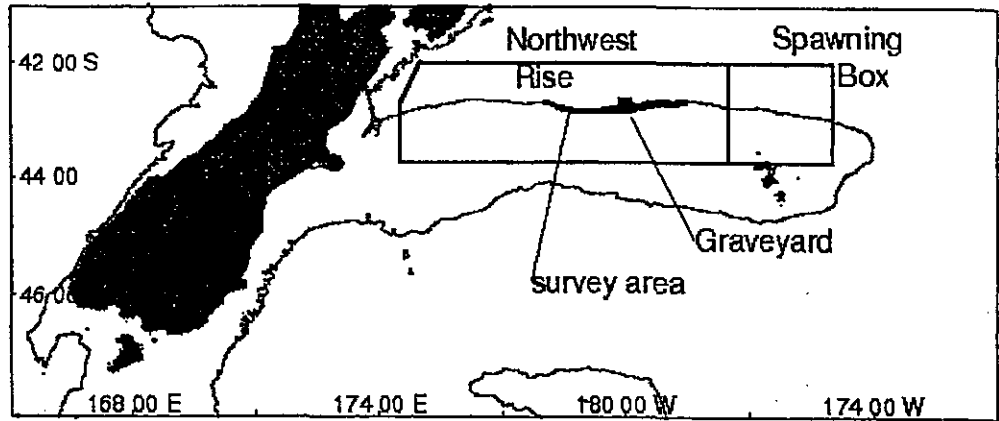 Northwest
Rise
Spawning
Box
42 00 S
44 00
Graveyard
survey area
46 00
168 00 E
174 00 E
180 00 W
174 00 W